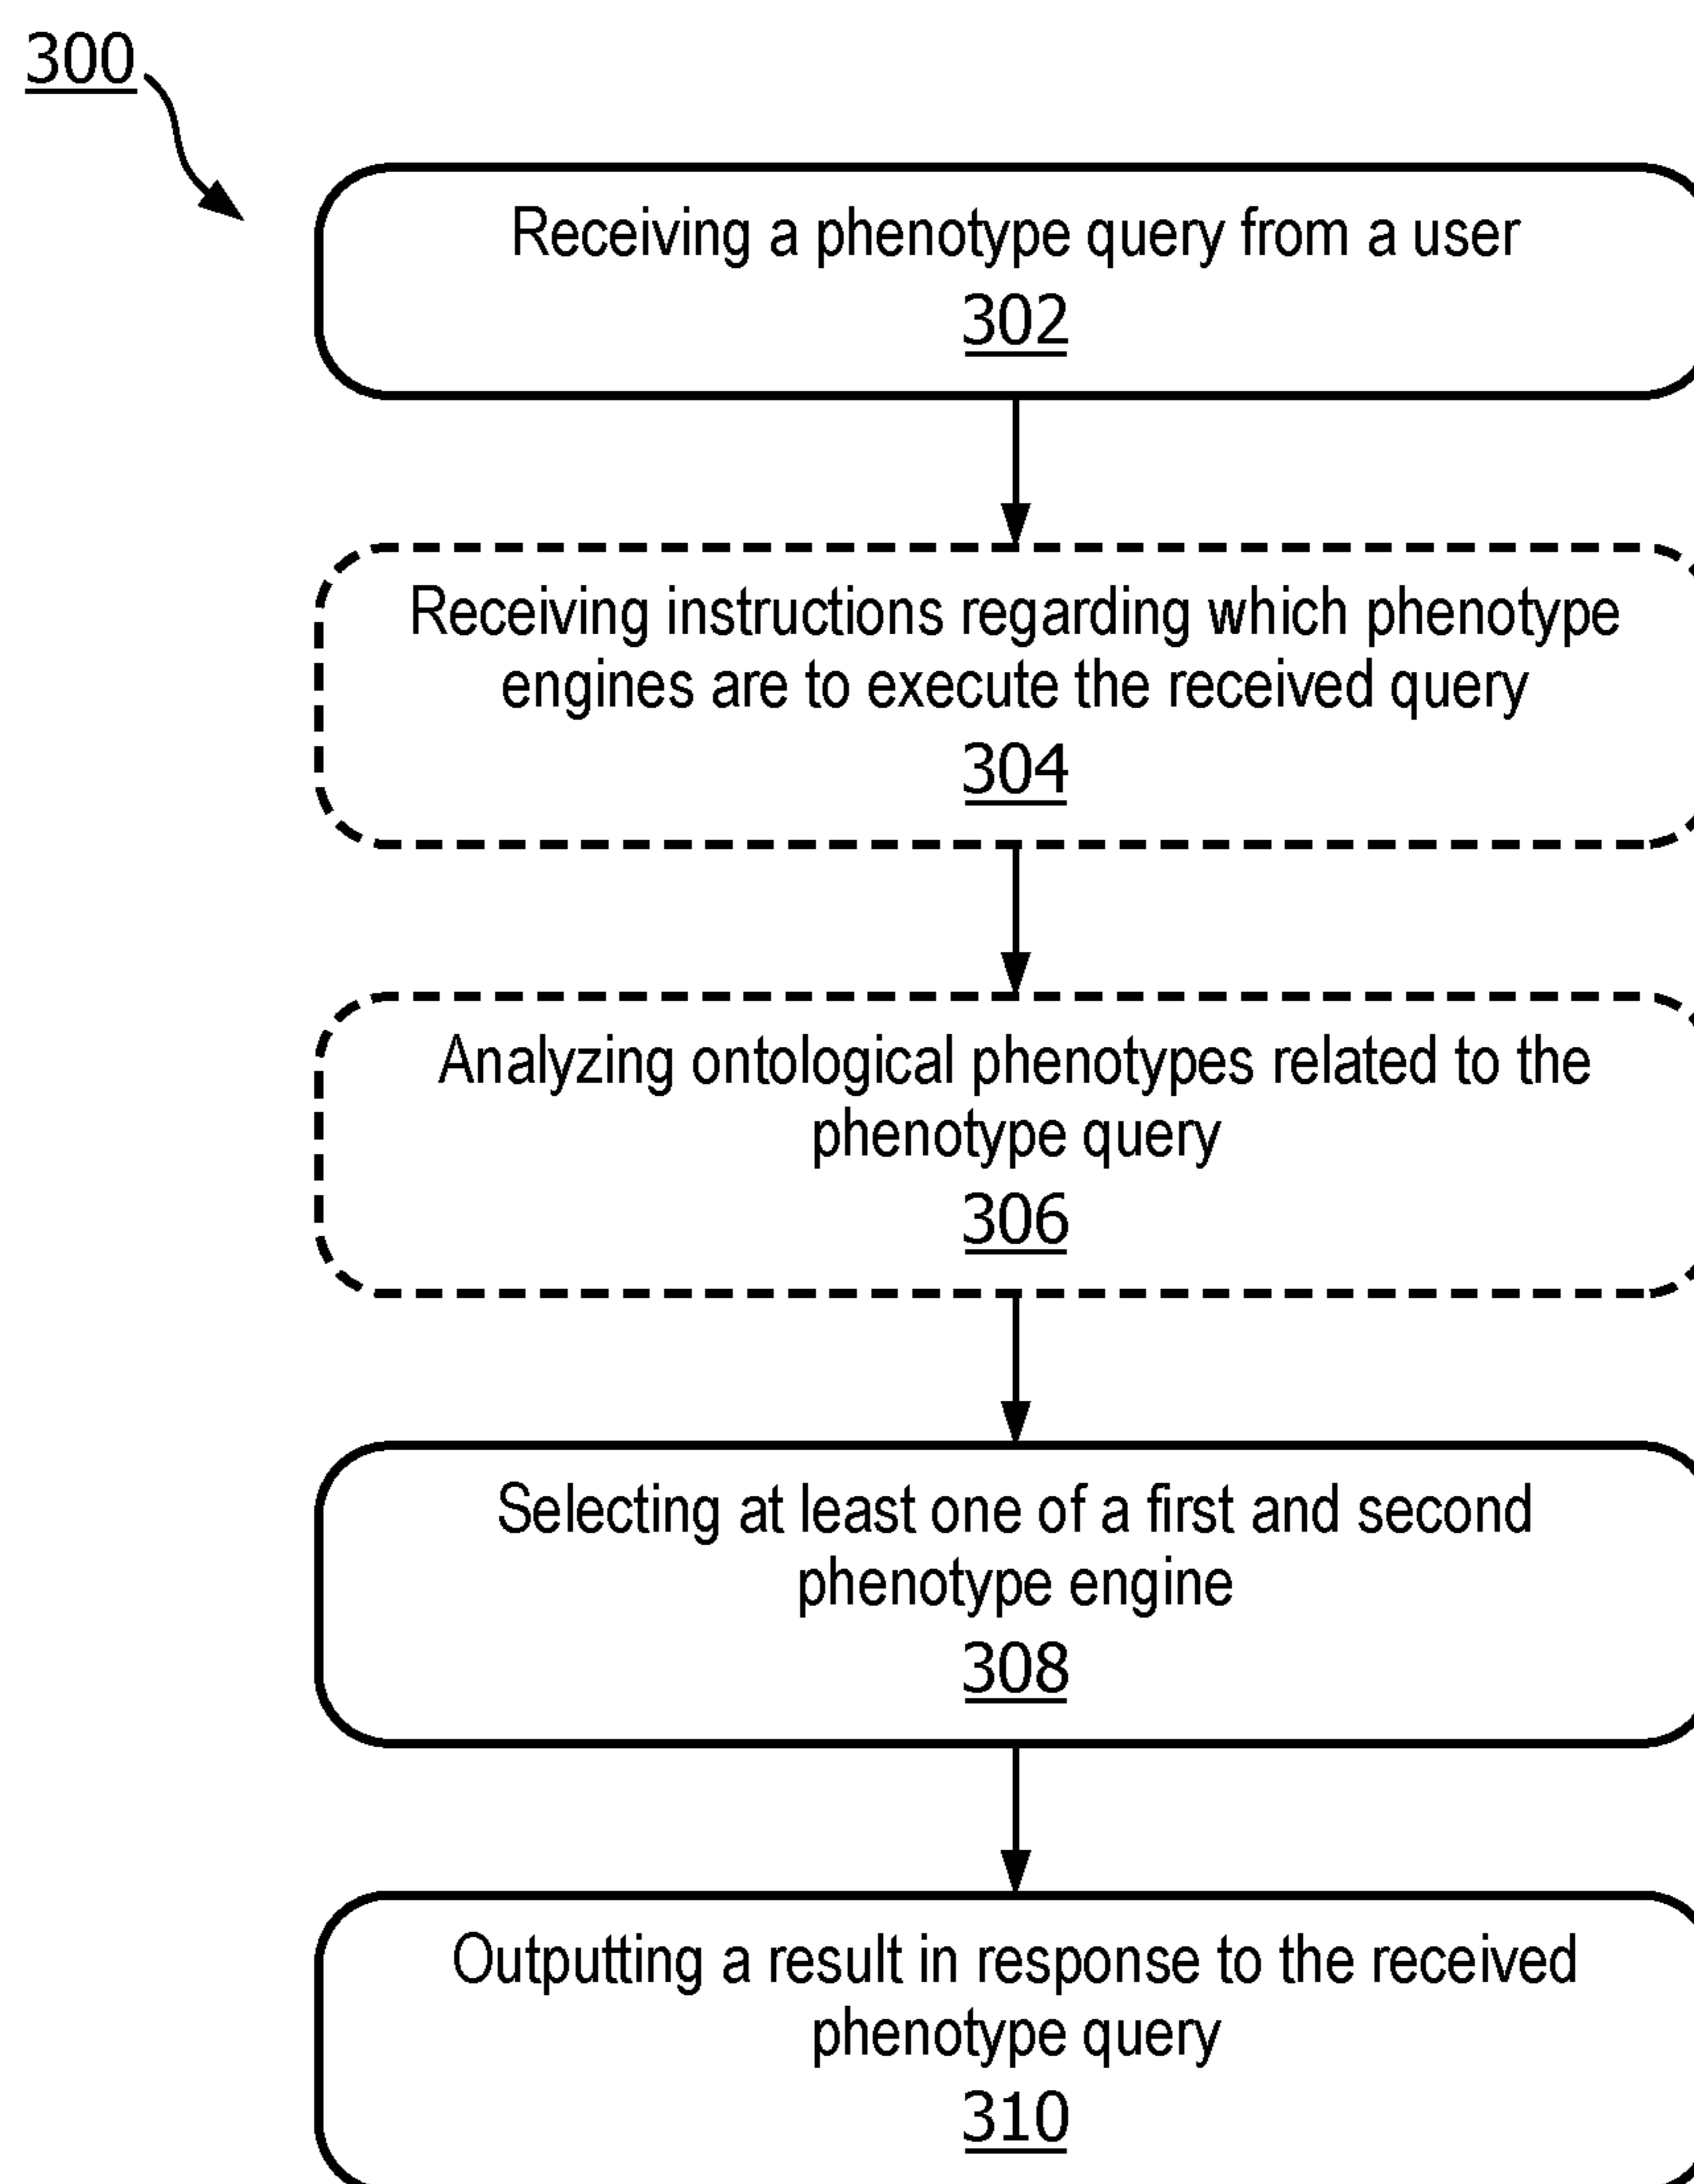 300
Receiving a phenotype query from a user
302
Receiving instructions regarding which phenotype
engines are to execute the received query
304
Analyzing ontological phenotypes related to the
phenotype query
306
Selecting at least one of a first and second
phenotype engine
308
Outputting a result in response to the received
phenotype query
310